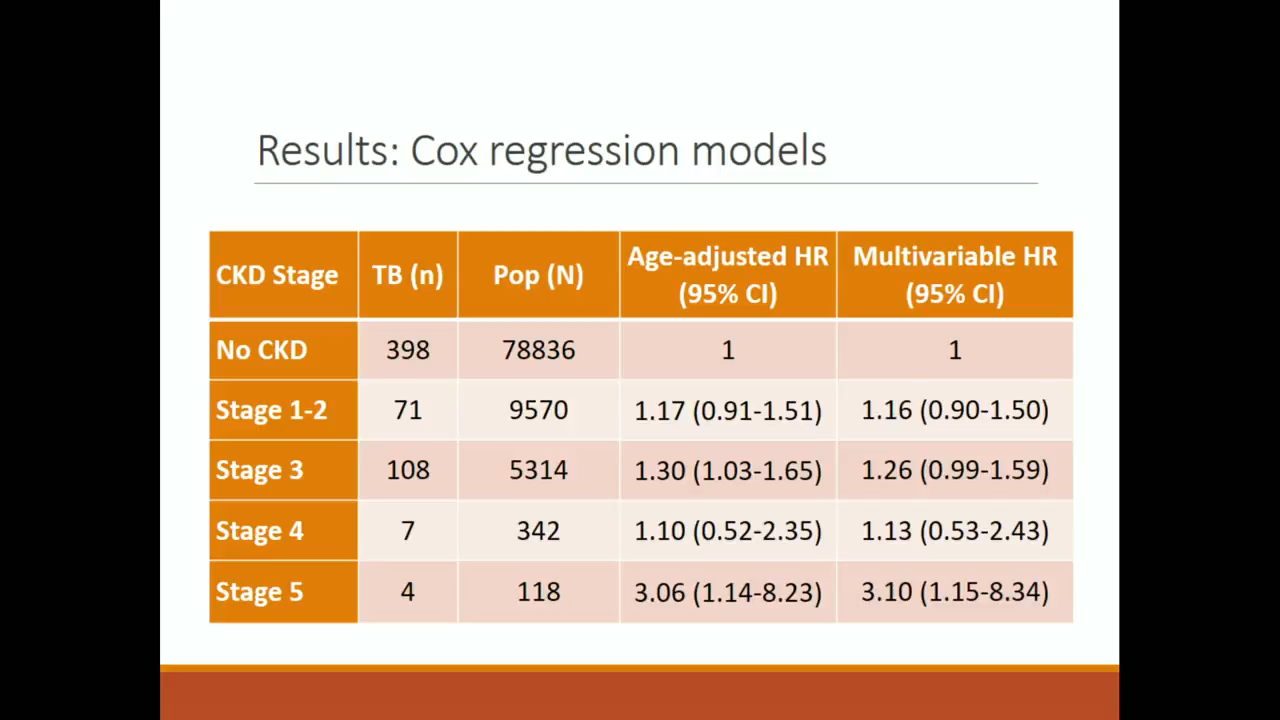 Results: Cox regression models
CKD Stage TB (n) Pop (N) Age-adjusted HR (95% CI) Multivariable HR (95% CI)
No CKD 398 78836 1 1
Stage 1-2 71 9570 1.17 (0.91-1.51) 1.16 (0.90-1.50)
Stage 3 108 5314 1.30 (1.03-1.65) 1.26 (0.99-1.59)
Stage 4 7 342 1.10 (0.52-2.35) 1.13 (0.53-2.43)
Stage 5 4 118 3.06 (1.14-8.23) 3.10 (1.15-8.34)